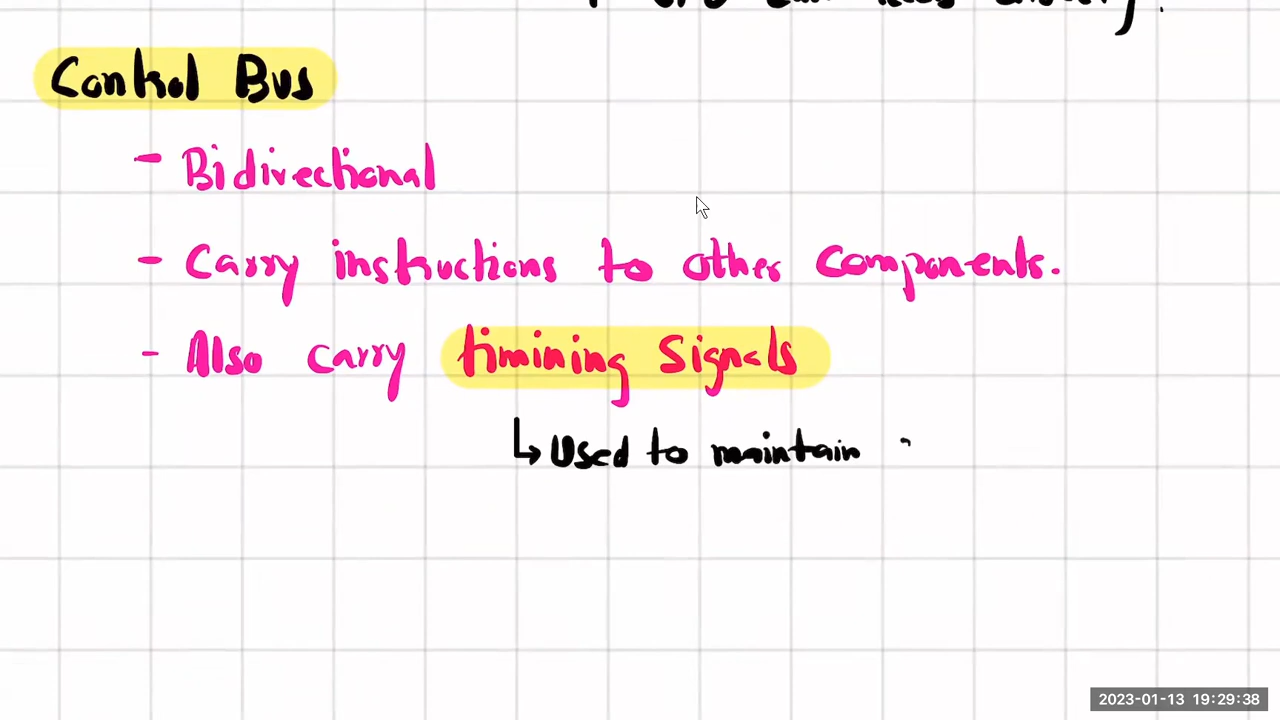 Control Bus
- Bidirectional
- Carry instructions to other components.
- Also carry timining Signals
↳ Used to maintain
2023-01-13 19:29:38